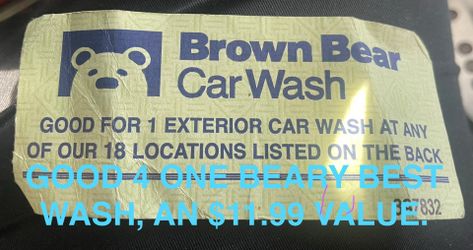 Brown Bear
Car Wash
GOOD FOR 1 EXTERIOR CAR WASH AT ANY
OF OUR 18 LOCATIONS LISTED ON THE BACK
GOOD 4 ONE BEARY BEST
WASH, AN $11.99 VALUE.
7832